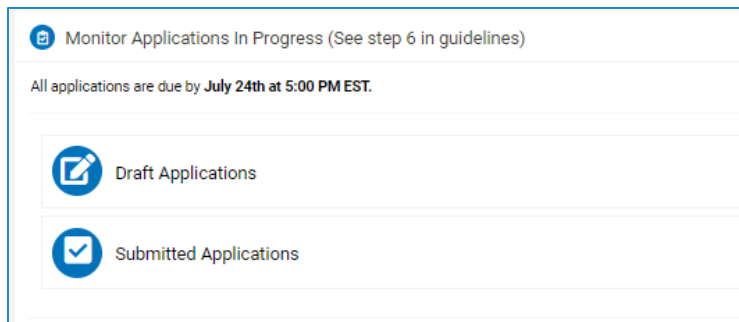 Monitor Applications In Progress (See step 6 in guidelines)
All applications are due by July 24th at 5:00 PM EST.
Draft Applications
Submitted Applications